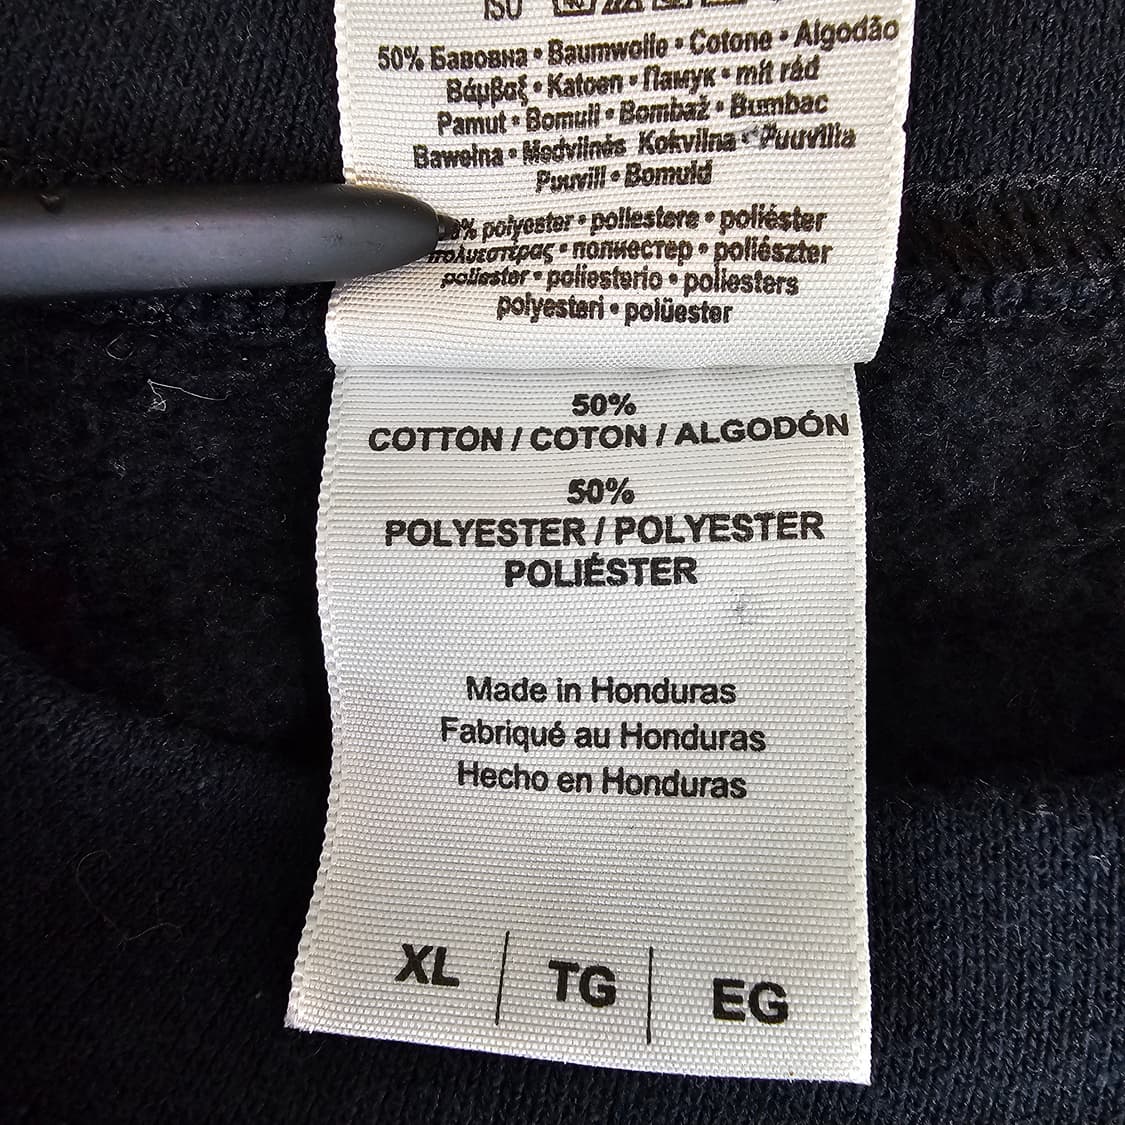 ISO
50% Бавовна • Baumwolle • Cotone • Algodão
Βάμβαξ • Katoen • Памук • mít rád
Pamut • Bomull • Bombaž • Bumbac
Bawełna • Medvilnės Kokvilna • Puuvilla
Puuvill • Bomuld
% polyester • poliestere • poliéster
πολυεστέρας • полиестер • poliészter
poliester • poliesterio • poliesters
polyesteri • polüester
50%
COTTON / COTON / ALGODÓN
50%
POLYESTER / POLYESTER
POLIÉSTER
Made in Honduras
Fabriqué au Honduras
Hecho en Honduras
XL | TG | EG